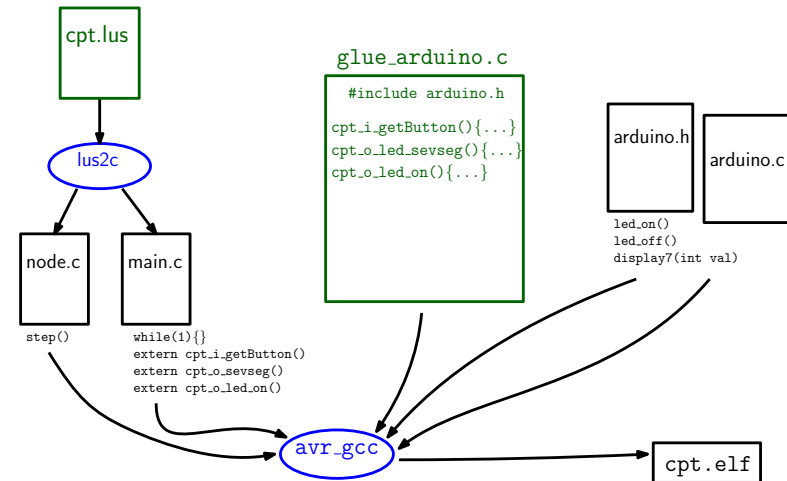 cpt.lus
lus2c
node.c
step()
main.c
while(1){}
extern cpt_i_getButton()
extern cpt_o_sevseg()
extern cpt_o_led_on()
glue_arduino.c
#include arduino.h
cpt_i_getButton(){...}
cpt_o_led_sevseg(){...}
cpt_o_led_on(){...}
arduino.h
arduino.c
led_on()
led_off()
display7(int val)
avr_gcc
cpt.elf